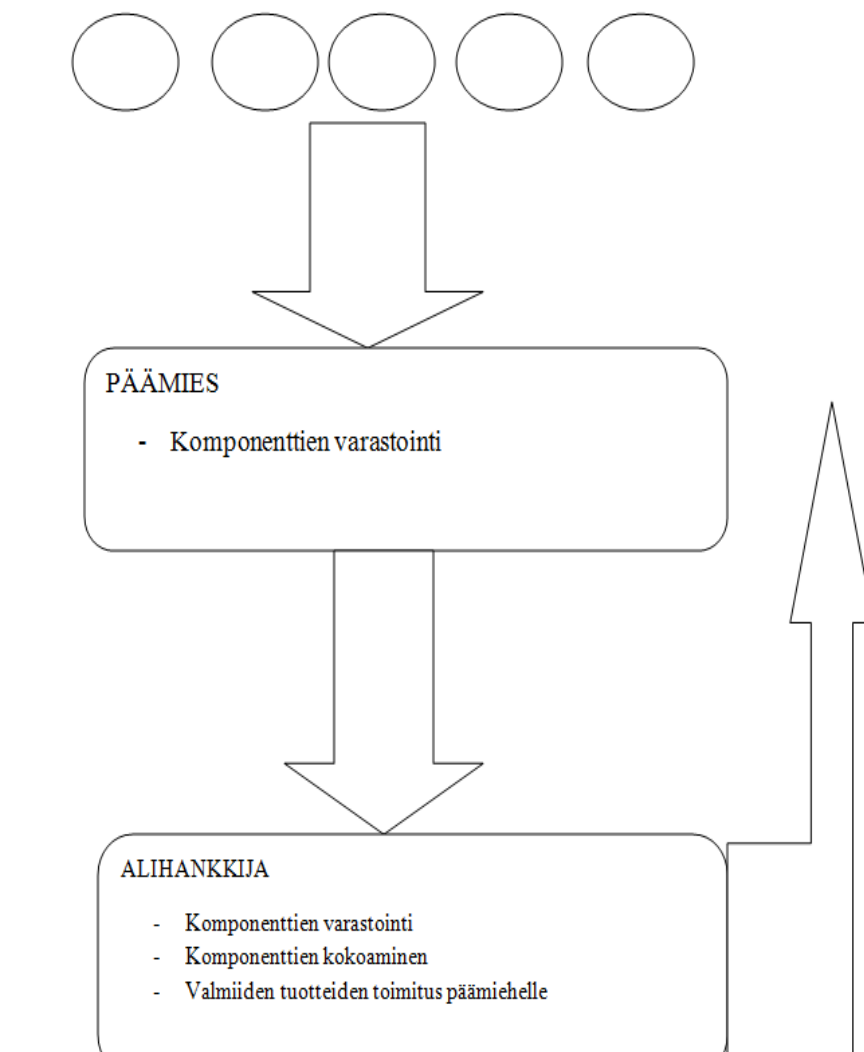 PÄÄMIES
- Komponenttien varastointi
ALIHANKKIJA
- Komponenttien varastointi
- Komponenttien kokoaminen
- Valmiiden tuotteiden toimitus päämiehelle